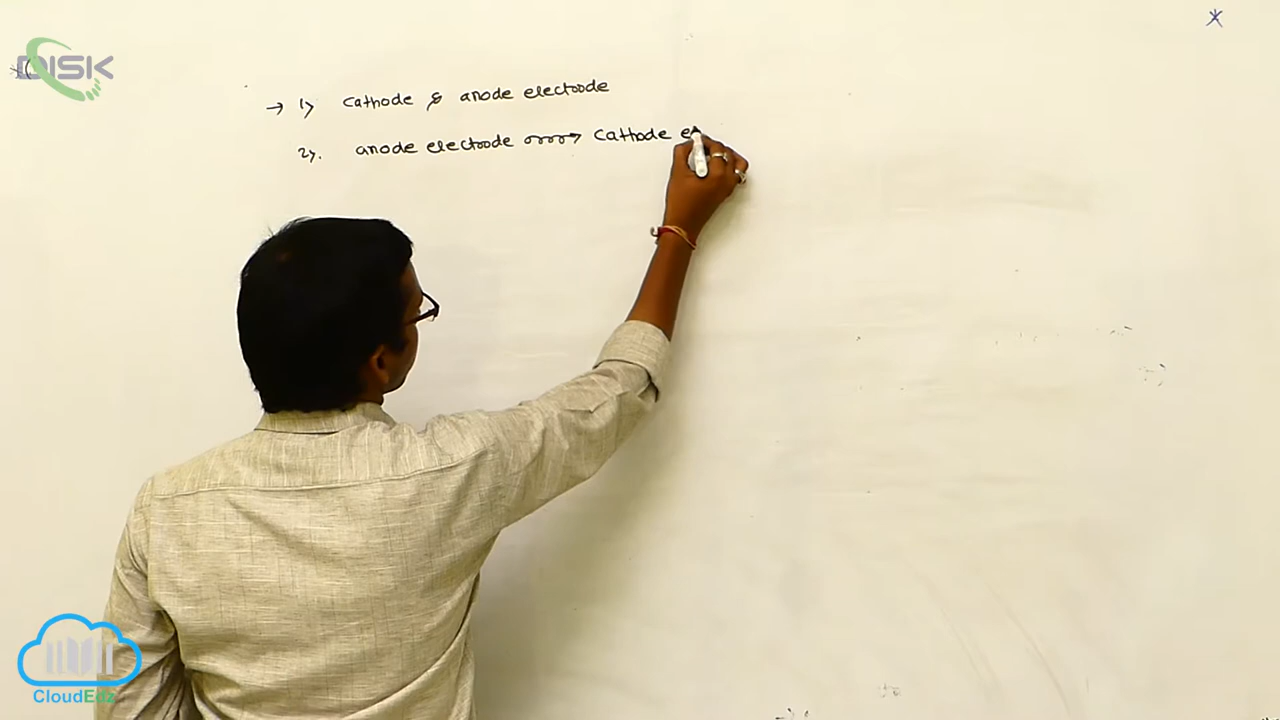 DISK
→ 1) Cathode & anode electrode
2). anode electrode → Cathode e
CloudEdz